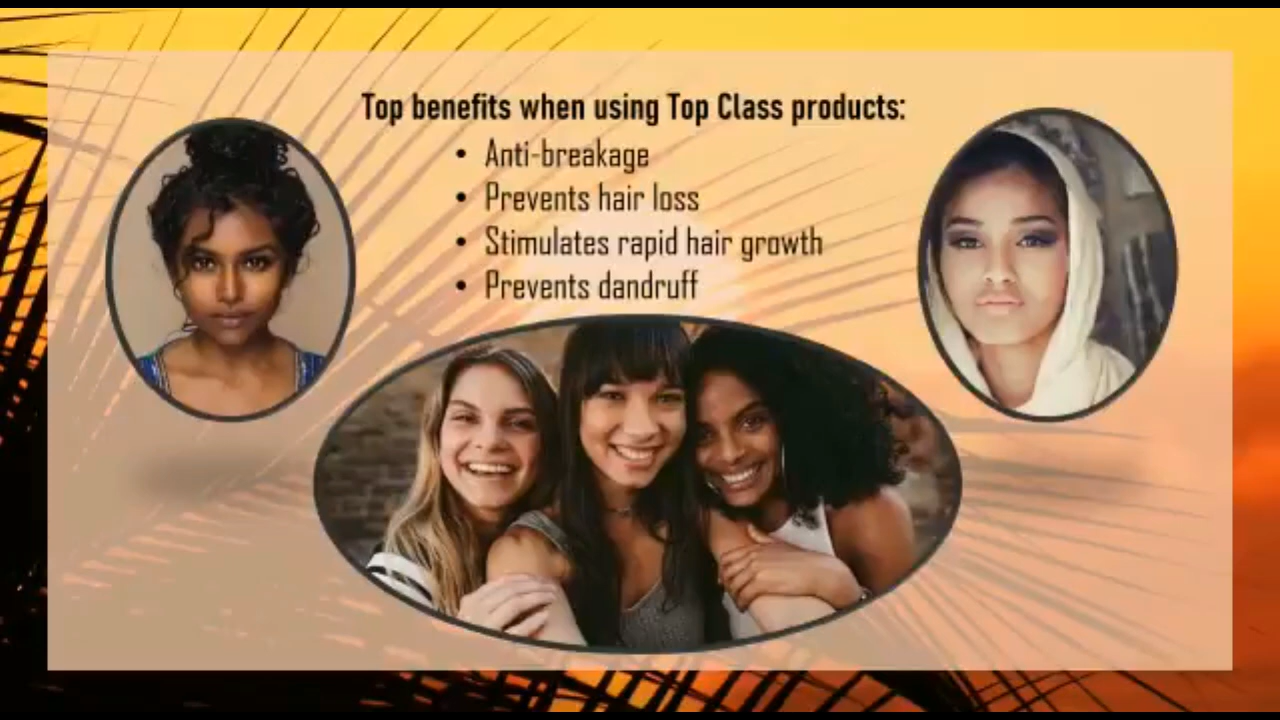 Top benefits when using Top Class products:
• Anti-breakage
• Prevents hair loss
• Stimulates rapid hair growth
• Prevents dandruff